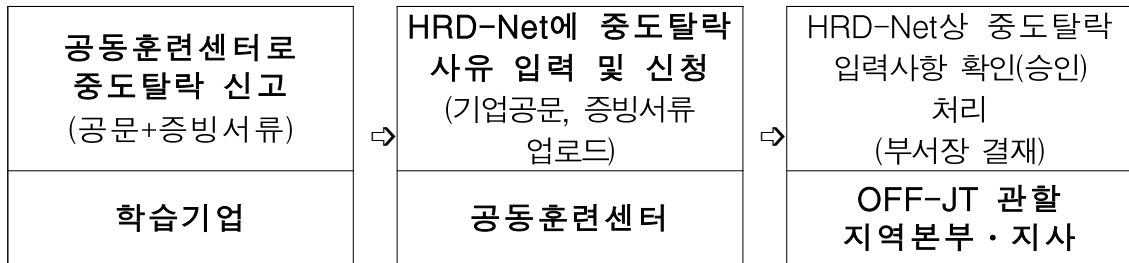 공동훈련센터로
중도탈락 신고
(공문+증빙서류)
학습기업
⇨
HRD-Net에 중도탈락
사유 입력 및 신청
(기업공문, 증빙서류
업로드)
공동훈련센터
⇨
HRD-Net상 중도탈락
입력사항 확인(승인)
처리
(부서장 결재)
OFF-JT 관할
지역본부·지사